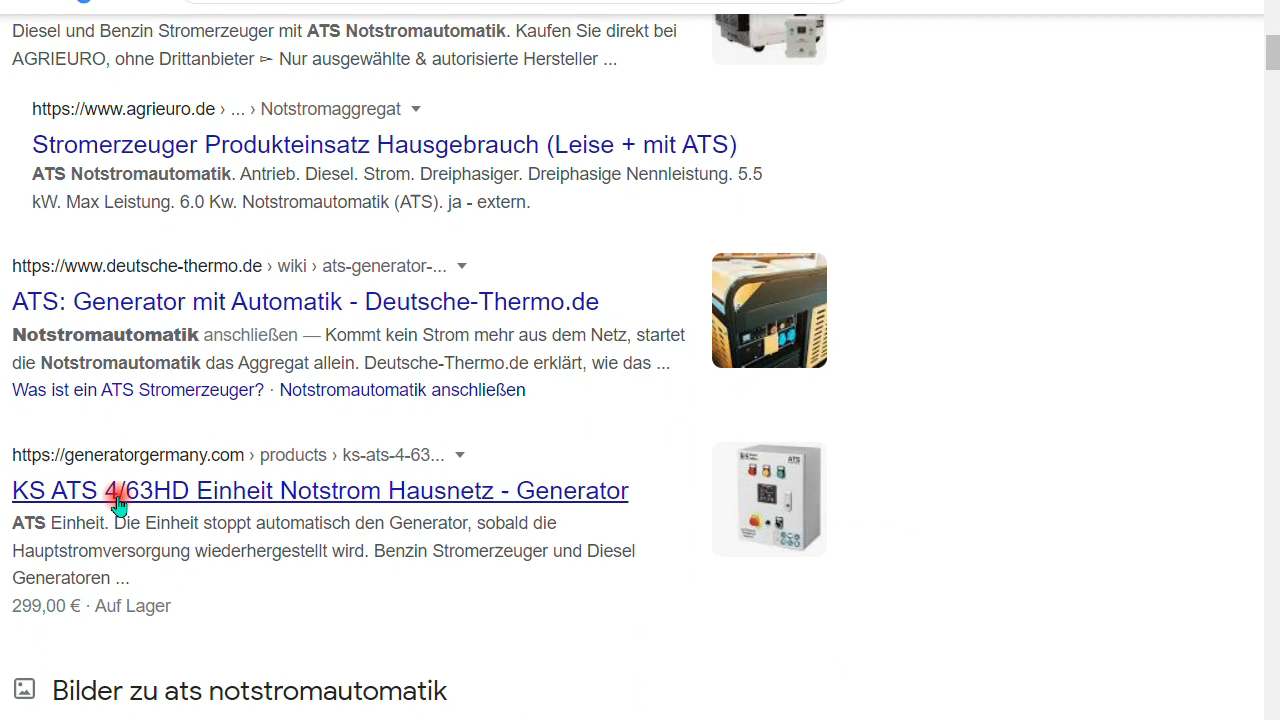 Diesel und Benzin Stromerzeuger mit ATS Notstromautomatik. Kaufen Sie direkt bei
AGRIEURO, ohne Drittanbieter ➣ Nur ausgewählte & autorisierte Hersteller ...
https://www.agrieuro.de › ... › Notstromaggregat
Stromerzeuger Produkteinsatz Hausgebrauch (Leise + mit ATS)
ATS Notstromautomatik. Antrieb. Diesel. Strom. Dreiphasiger. Dreiphasige Nennleistung. 5.5
kW. Max Leistung. 6.0 Kw. Notstromautomatik (ATS). ja - extern.
https://www.deutsche-thermo.de › wiki › ats-generator-...
ATS: Generator mit Automatik - Deutsche-Thermo.de
Notstromautomatik anschließen — Kommt kein Strom mehr aus dem Netz, startet
die Notstromautomatik das Aggregat allein. Deutsche-Thermo.de erklärt, wie das ...
Was ist ein ATS Stromerzeuger? · Notstromautomatik anschließen
https://generatorgermany.com › products › ks-ats-4-63...
KS ATS 4/63HD Einheit Notstrom Hausnetz - Generator
ATS Einheit. Die Einheit stoppt automatisch den Generator, sobald die
Hauptstromversorgung wiederhergestellt wird. Benzin Stromerzeuger und Diesel
Generatoren ...
299,00 € · Auf Lager
ATS
Bilder zu ats notstromautomatik